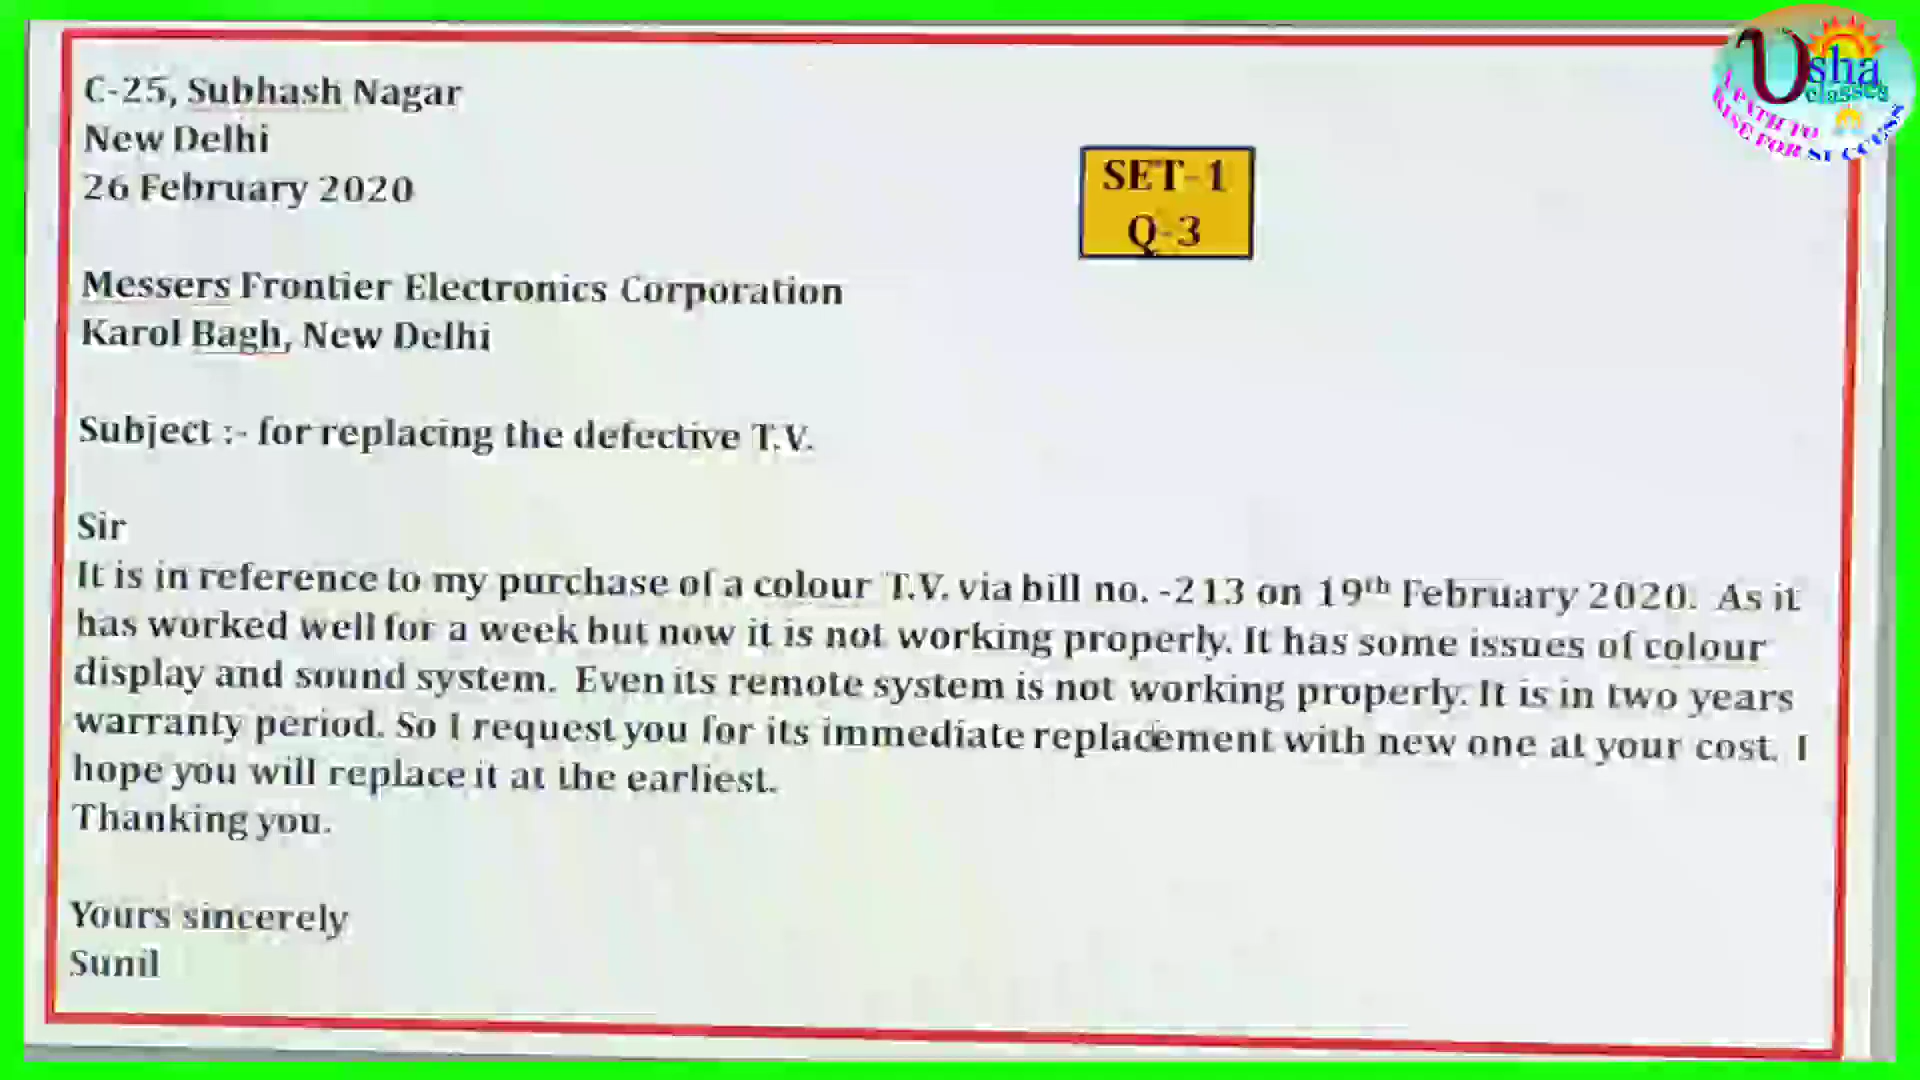 C-25, Subhash Nagar
New Delhi
26 February 2020
SET-1
Q-3
Messers Frontier Electronics Corporation
Karol Bagh, New Delhi
Subject :- for replacing the defective T.V.
Sir
It is in reference to my purchase of a colour T.V. via bill no. -213 on 19th February 2020. As it
has worked well for a week but now it is not working properly. It has some issues of colour
display and sound system. Even its remote system is not working properly. It is in two years
warranty period. So I request you for its immediate replacement with new one at your cost. I
hope you will replace it at the earliest.
Thanking you.
Yours sincerely
Sunil
Usha
classes
A PATH TO
RISE FOR SUCCESS